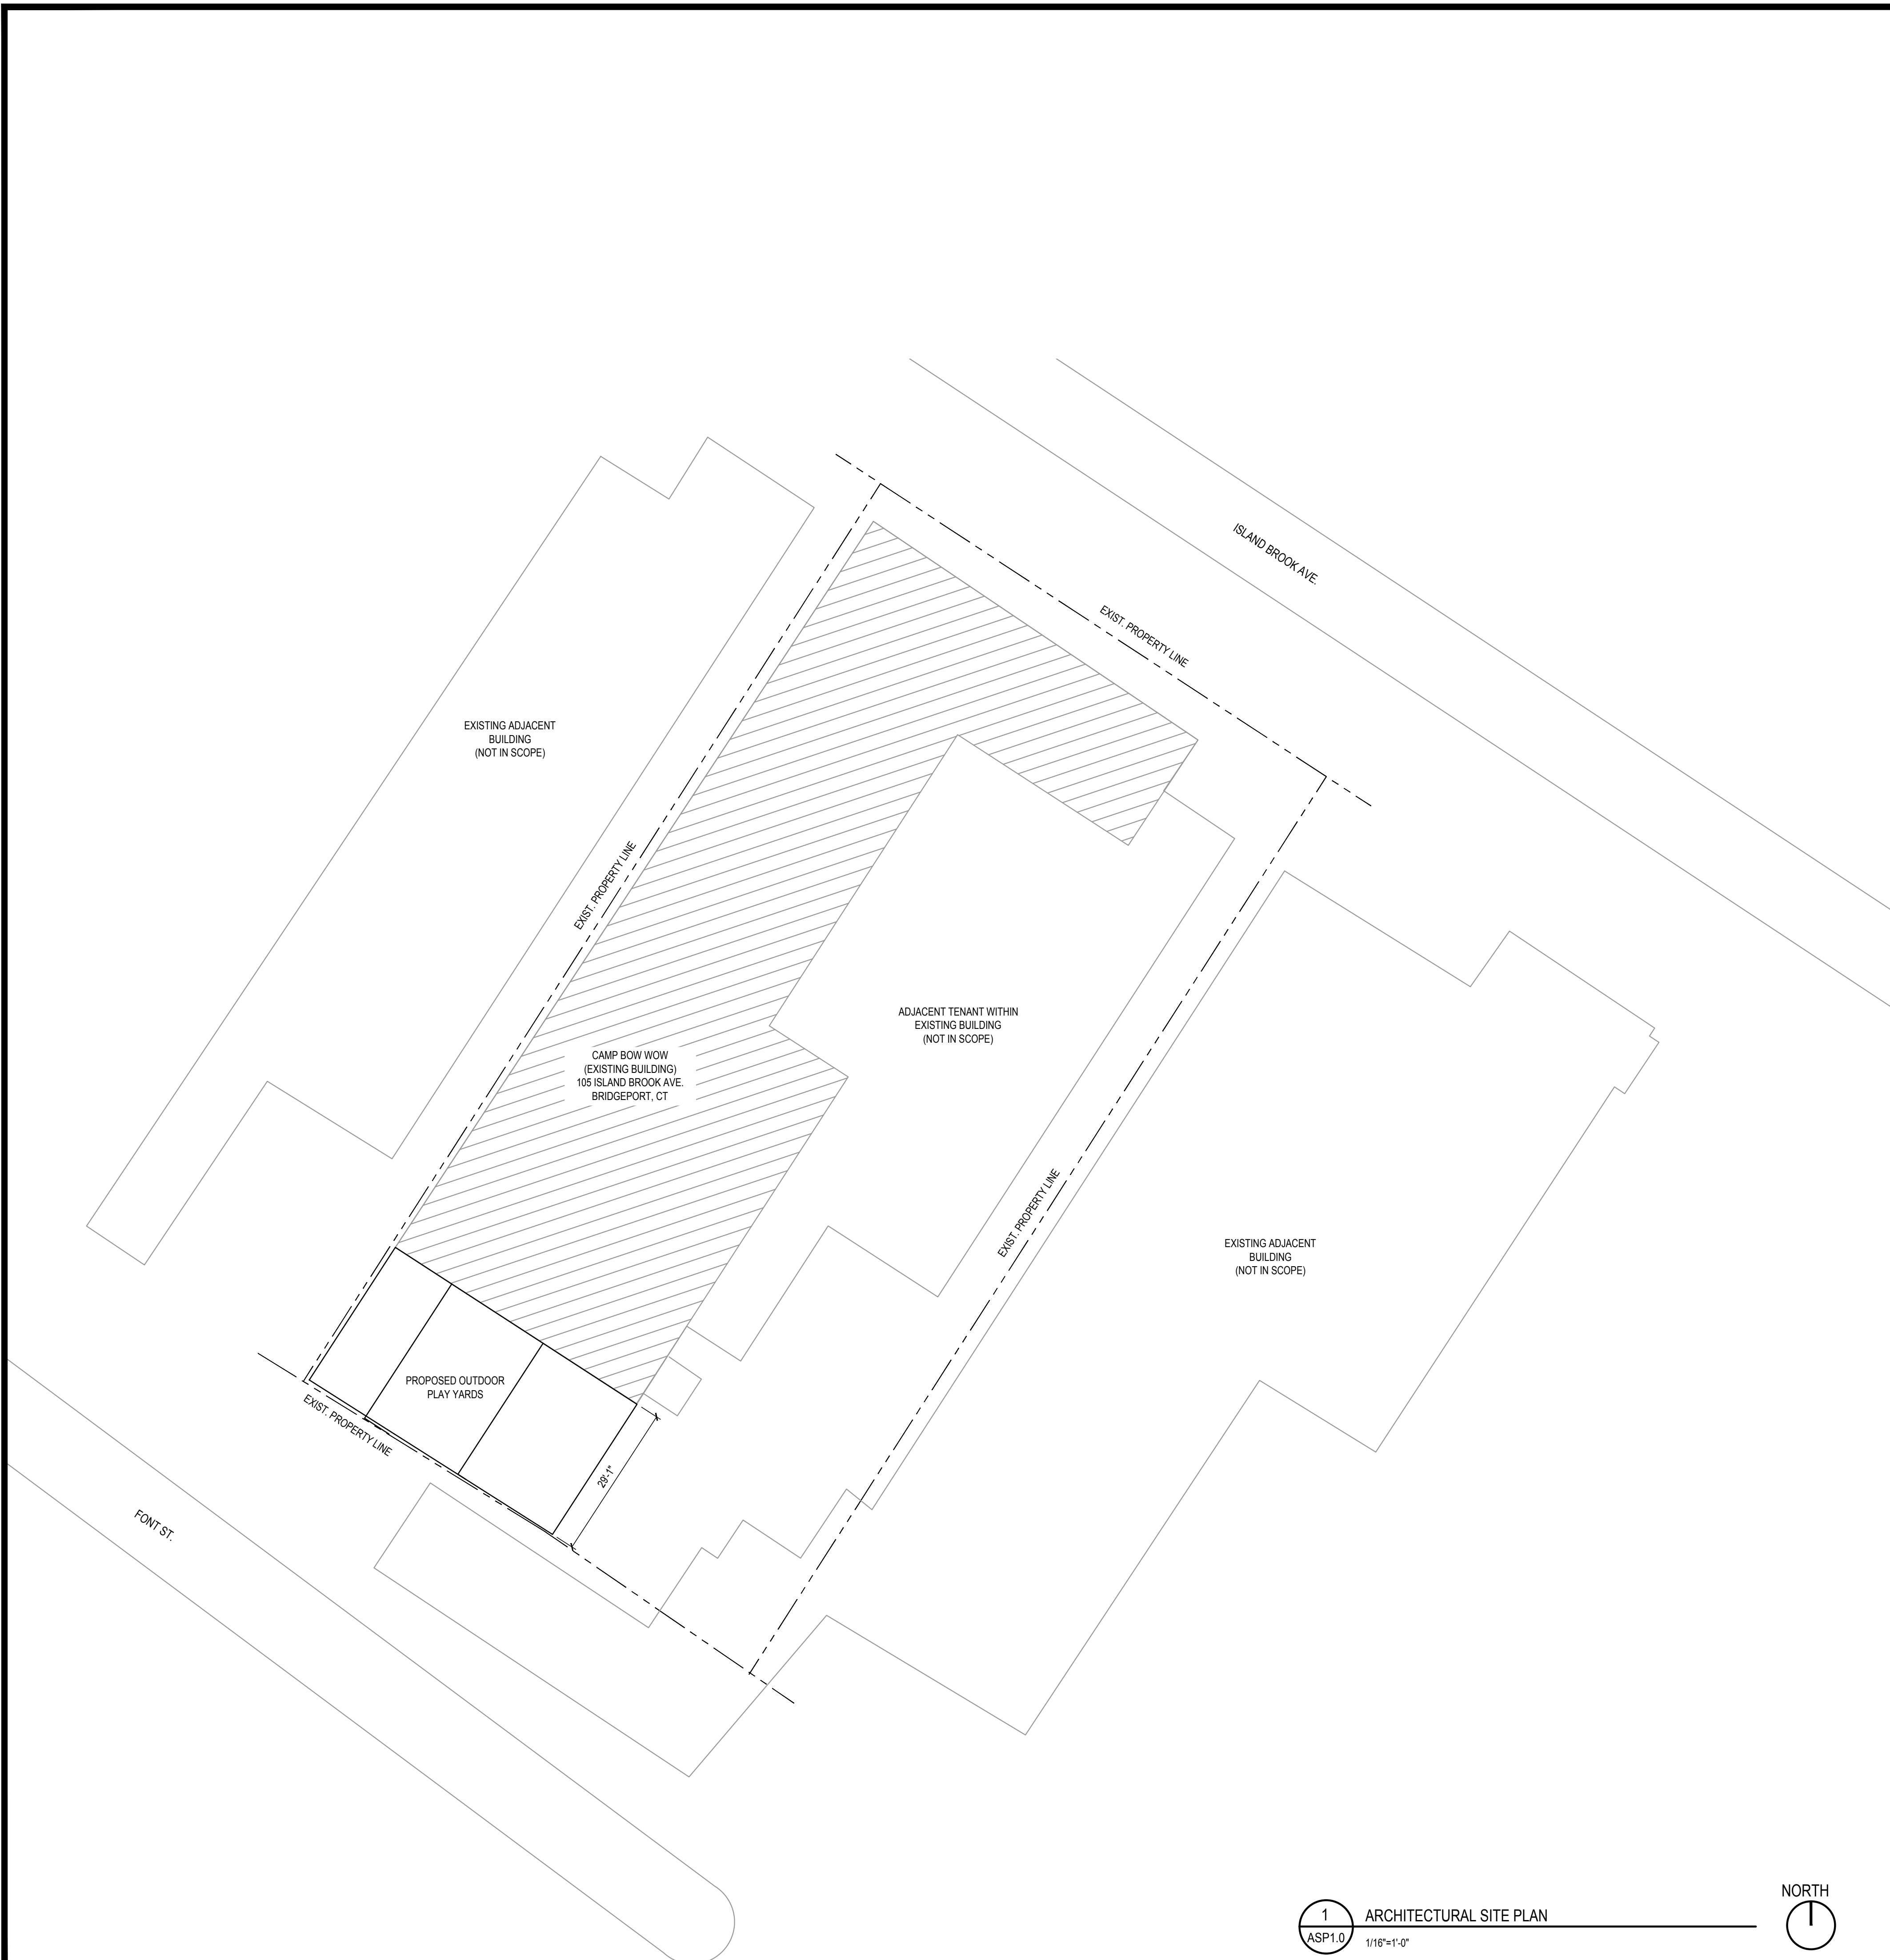 ISLAND BROOK AVE.
EXIST. PROPERTY LINE
EXISTING ADJACENT
BUILDING
(NOT IN SCOPE)
EXIST. PROPERTY LINE
ADJACENT TENANT WITHIN
EXISTING BUILDING
(NOT IN SCOPE)
CAMP BOW WOW
(EXISTING BUILDING)
105 ISLAND BROOK AVE.
BRIDGEPORT, CT
EXIST. PROPERTY LINE
EXISTING ADJACENT
BUILDING
(NOT IN SCOPE)
PROPOSED OUTDOOR
PLAY YARDS
EXIST. PROPERTY LINE
29'-1"
FONT ST.
1
ASP1.0
ARCHITECTURAL SITE PLAN
1/16"=1'-0"
NORTH